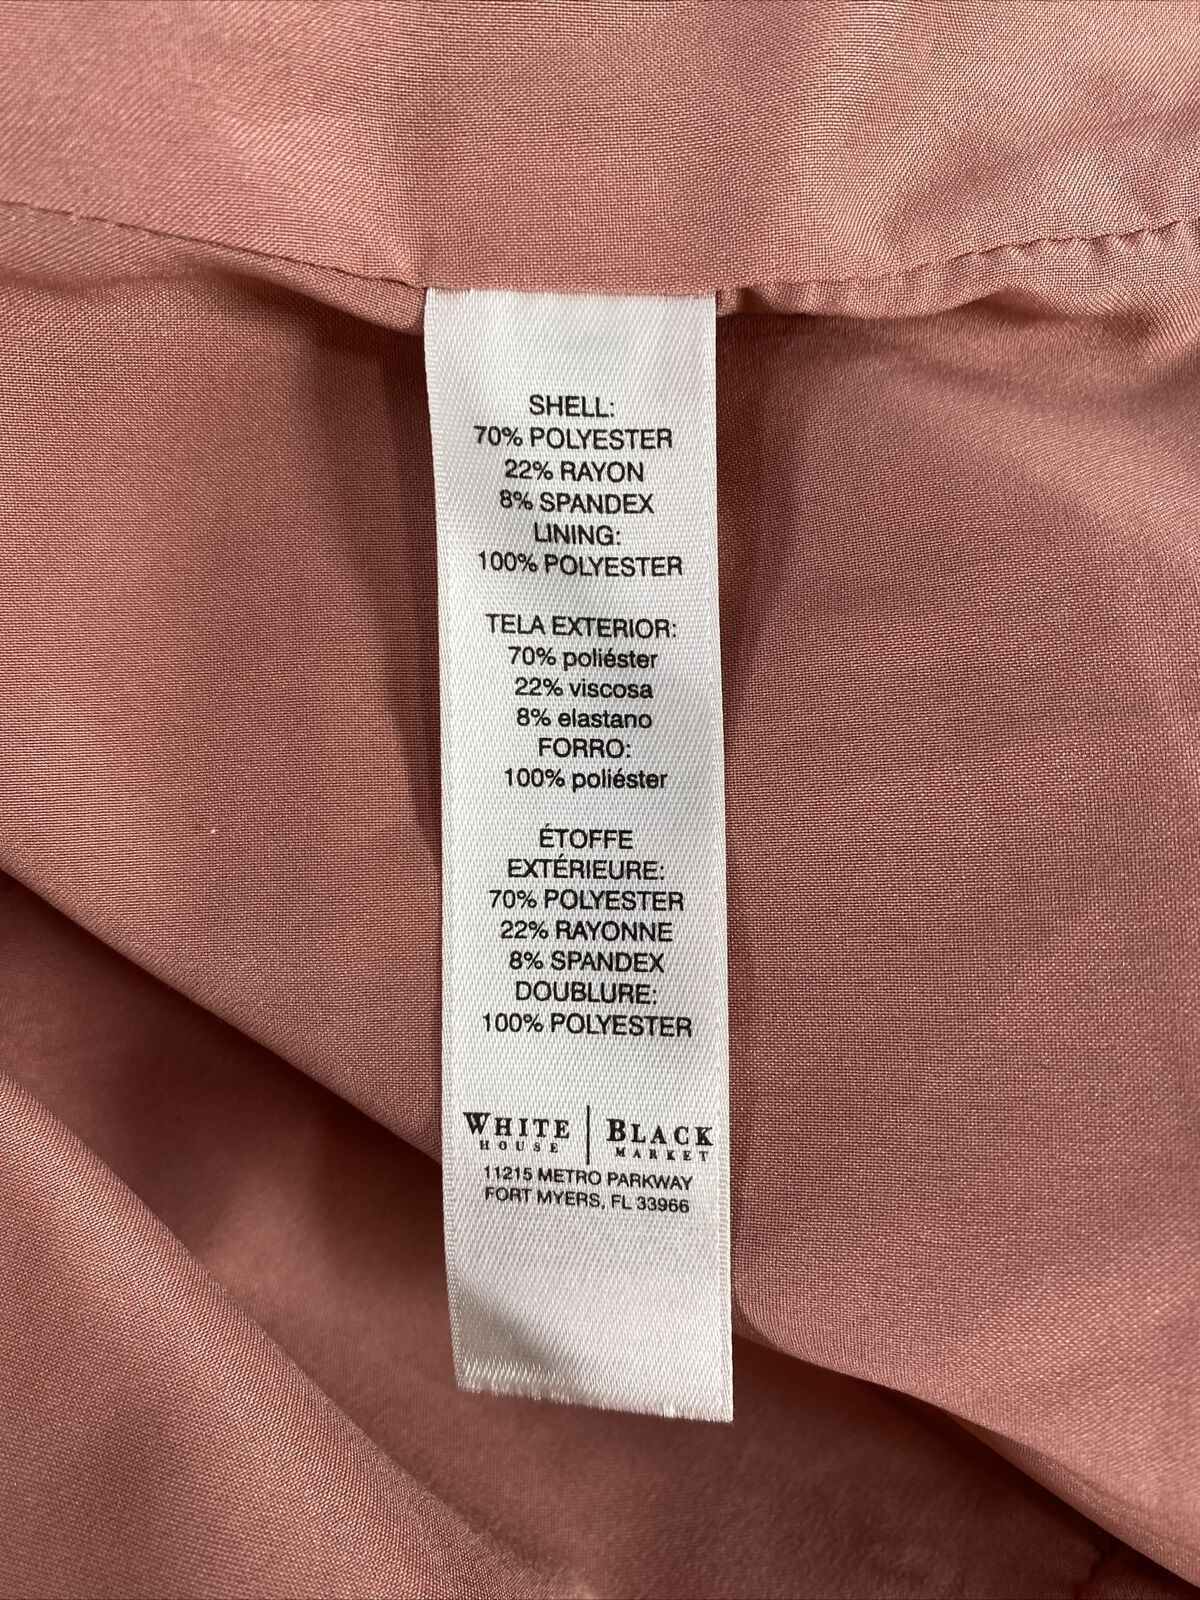 SHELL:
70% POLYESTER
22% RAYON
8% SPANDEX
LINING:
100% POLYESTER
TELA EXTERIOR:
70% poliéster
22% viscosa
8% elastano
FORRO:
100% poliéster
ÉTOFFE
EXTÉRIEURE:
70% POLYESTER
22% RAYONNE
8% SPANDEX
DOUBLURE:
100% POLYESTER
WHITE | BLACK
HOUSE MARKET
11215 METRO PARKWAY
FORT MYERS, FL 33966